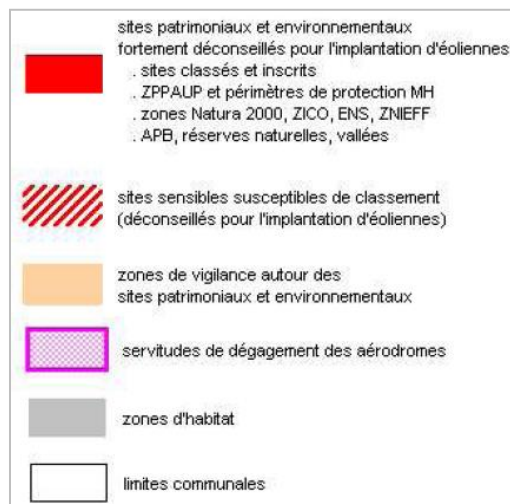 sites patrimoniaux et environnementaux
fortement déconseillés pour l'implantation d'éoliennes
. sites classés et inscrits
. ZPPAUP et périmètres de protection MH
. zones Natura 2000, ZICO, ENS, ZNIEFF
. APB, réserves naturelles, vallées
sites sensibles susceptibles de classement
(déconseillés pour l'implantation d'éoliennes)
zones de vigilance autour des
sites patrimoniaux et environnementaux
servitudes de dégagement des aérodromes
zones d'habitat
limites communales